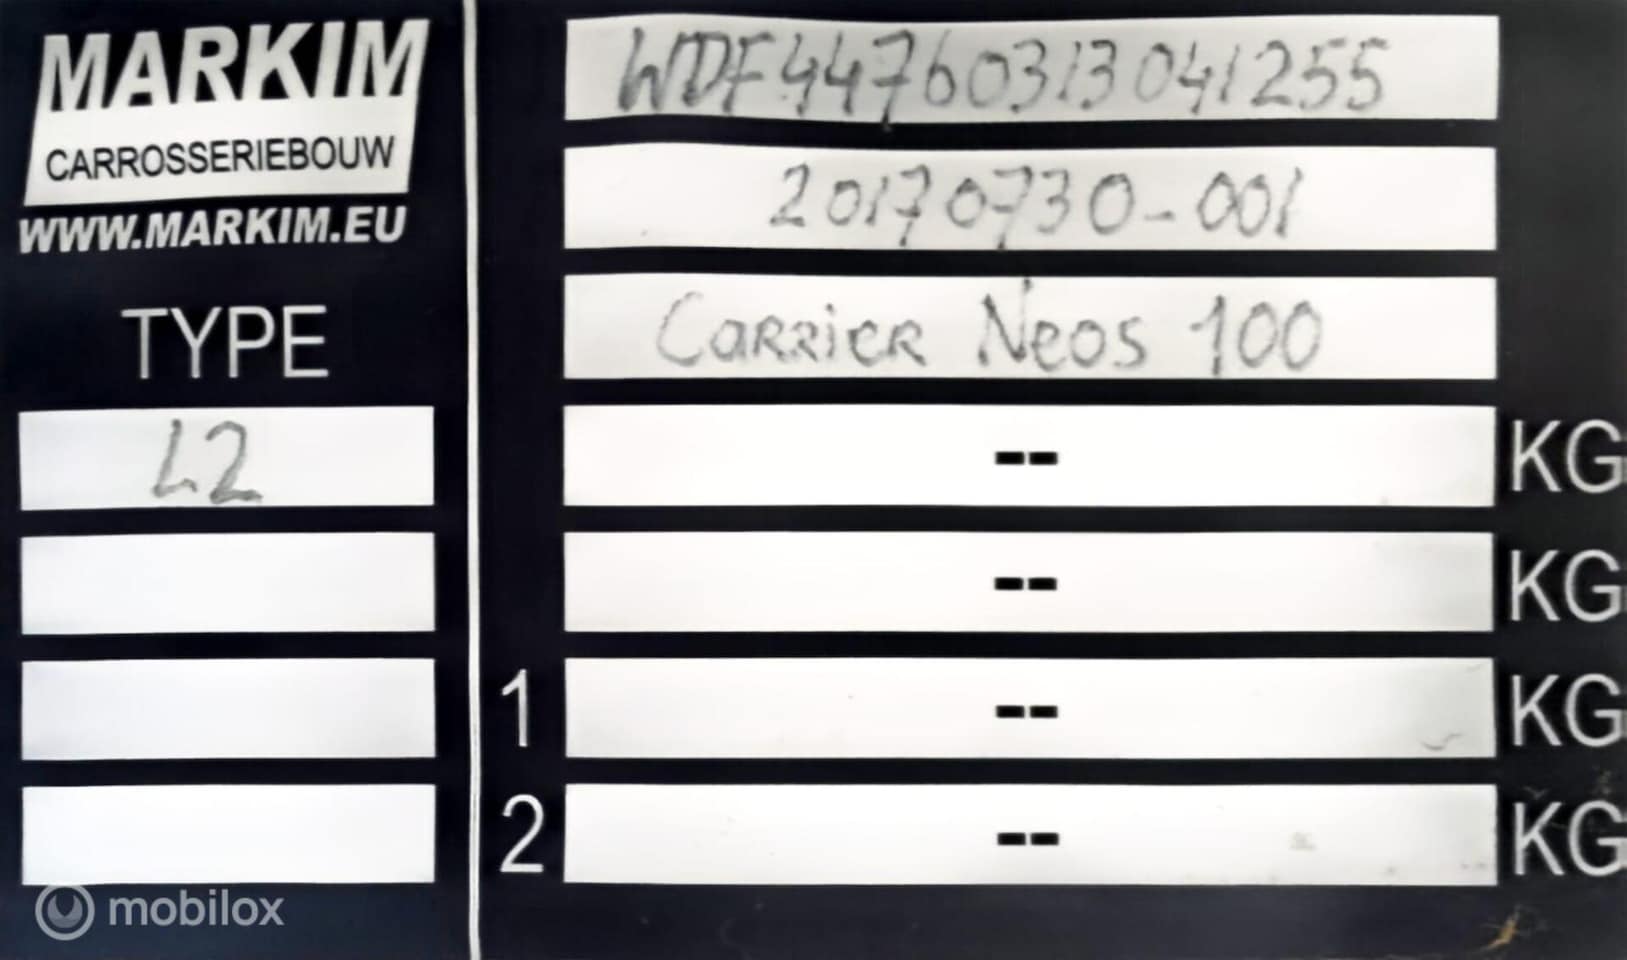 MARKIM
CARROSSERIEBOUW
WWW.MARKIM.EU
TYPE
L2
WDF44760313041255
20170730-001
CARRIER NEOS 100
-- KG
-- KG
1 -- KG
2 -- KG
mobilox